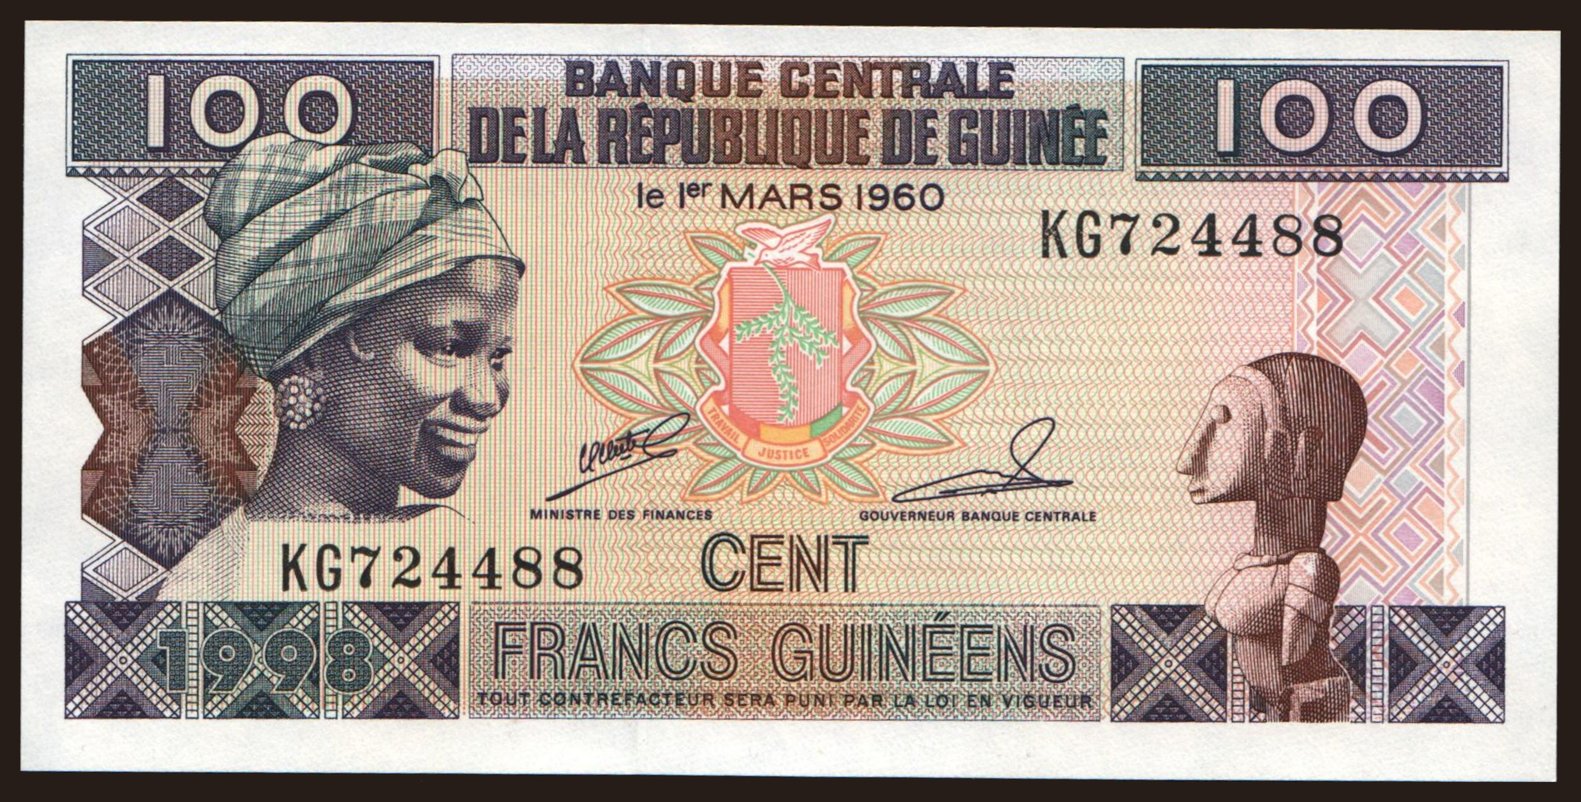 100
BANQUE CENTRALE
DE LA RÉPUBLIQUE DE GUINÉE
100
le 1er MARS 1960
KG724488
TRAVAIL JUSTICE SOLIDARITÉ
MINISTRE DES FINANCES
GOUVERNEUR BANQUE CENTRALE
KG724488
CENT
1998
FRANCS GUINÉENS
TOUT CONTREFACTEUR SERA PUNI PAR LA LOI EN VIGUEUR